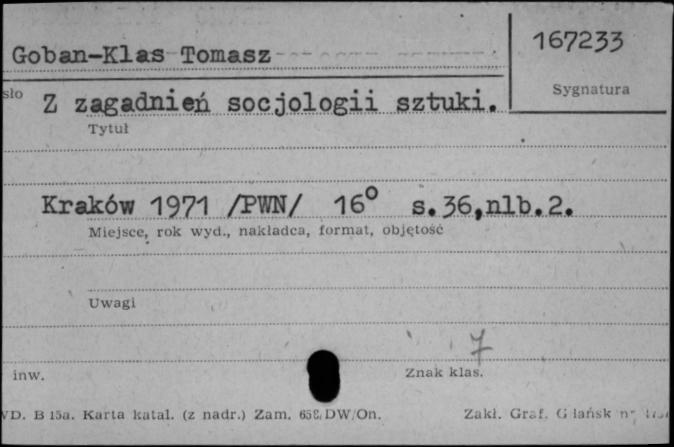 Goban-Klas Tomasz
167233
Sygnatura
sło
Z zagadnień socjologii sztuki.
Tytuł
Kraków 1971 /PWN/ 16° s.36,nlb.2.
Miejsce, rok wyd., nakładca, format, objętość
Uwagi
7
inw.
Znak klas.
B 15a. Karta katal. (z nadr.) Zam. DW/On.
Zakł. Graf.